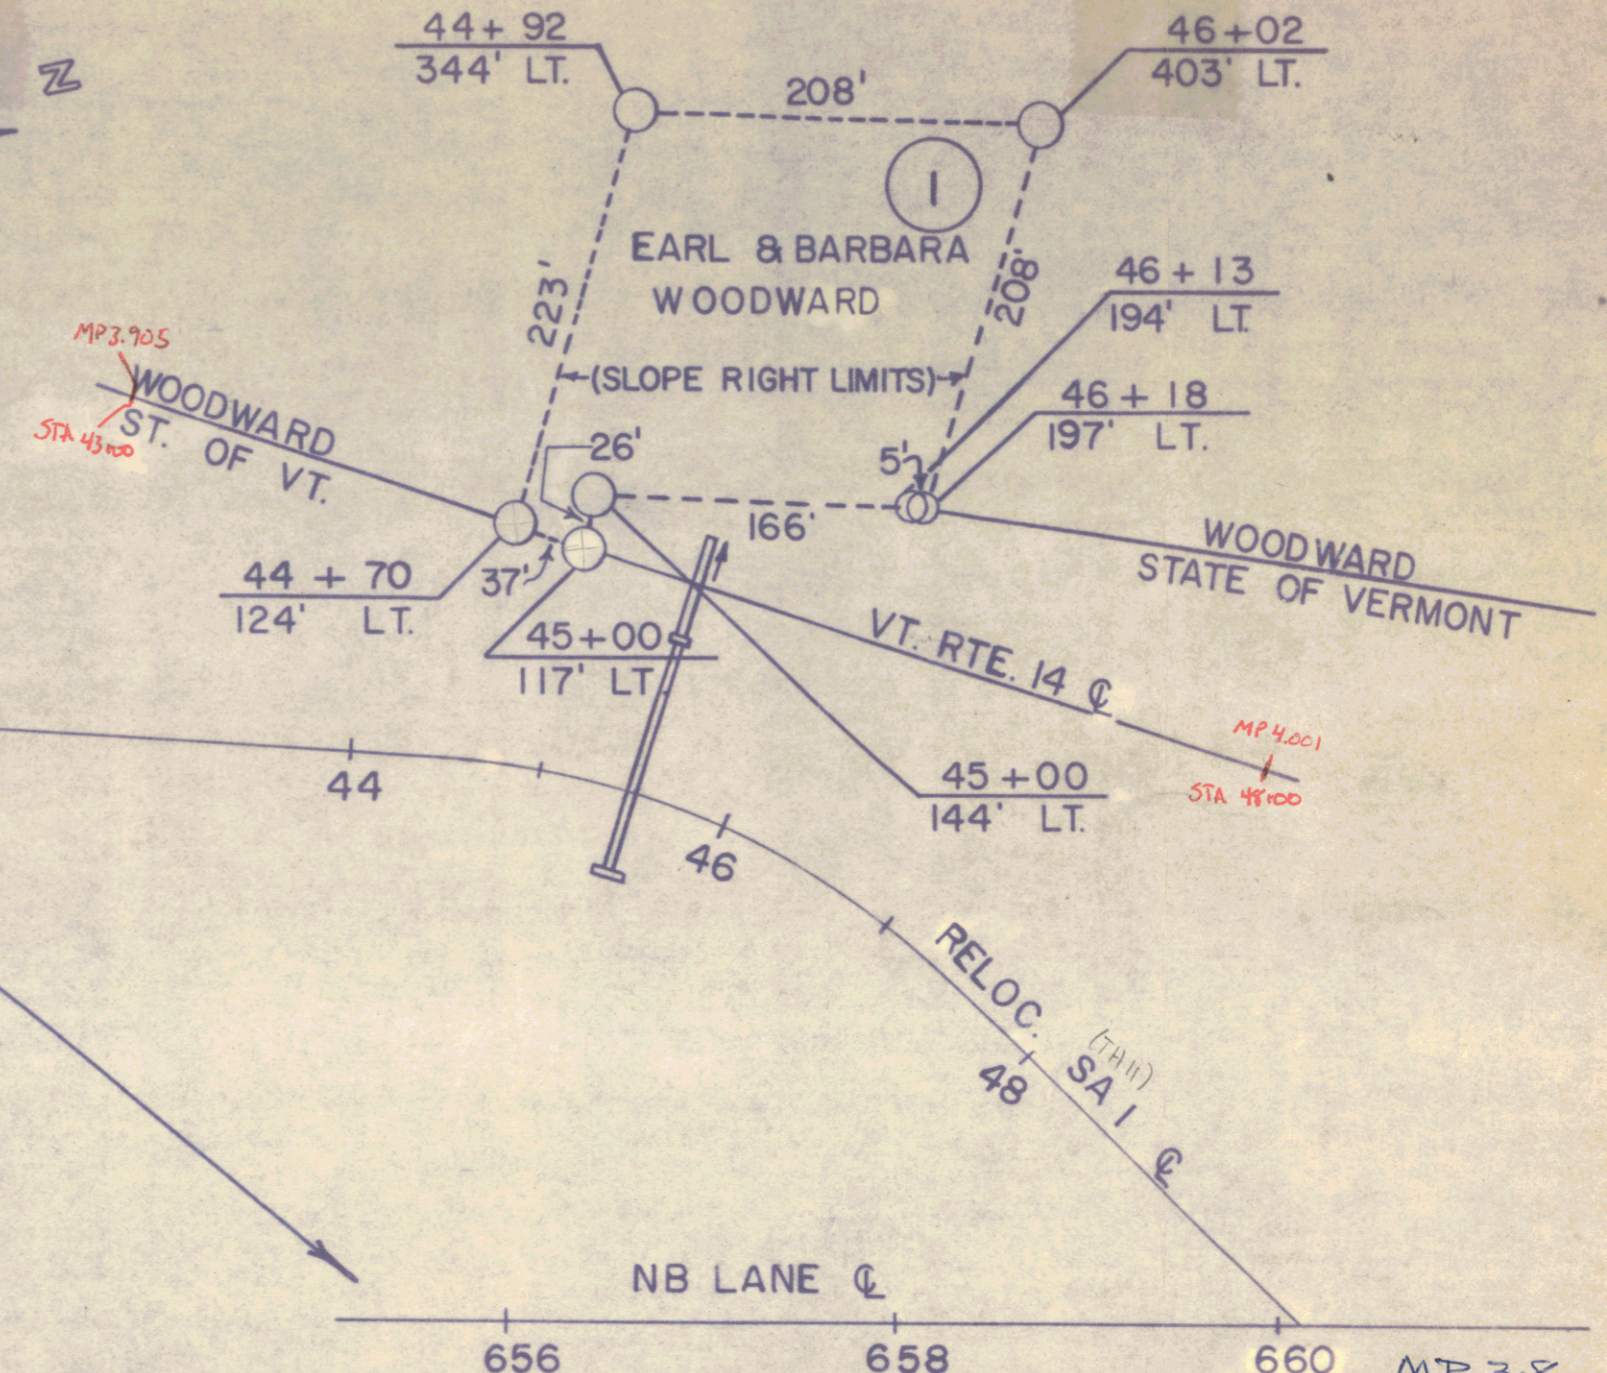 44+ 92
344' LT.
46+02
403' LT.
Z
208'
1
EARL & BARBARA
WOODWARD
223'
208'
46 + 13
194' LT.
MP3.905
(SLOPE RIGHT LIMITS)
46 + 18
197' LT.
WOODWARD
ST. OF VT.
STA 43+00
26'
5'
166'
WOODWARD
STATE OF VERMONT
44 + 70
124' LT.
37'
45+00
117' LT.
VT. RTE. 14 ℄
MP 4.001
STA 48+00
44
45 +00
144' LT.
46
RELOC. SA 1 ℄
(TH 11)
48
NB LANE ℄
656
658
660
MP 3.8